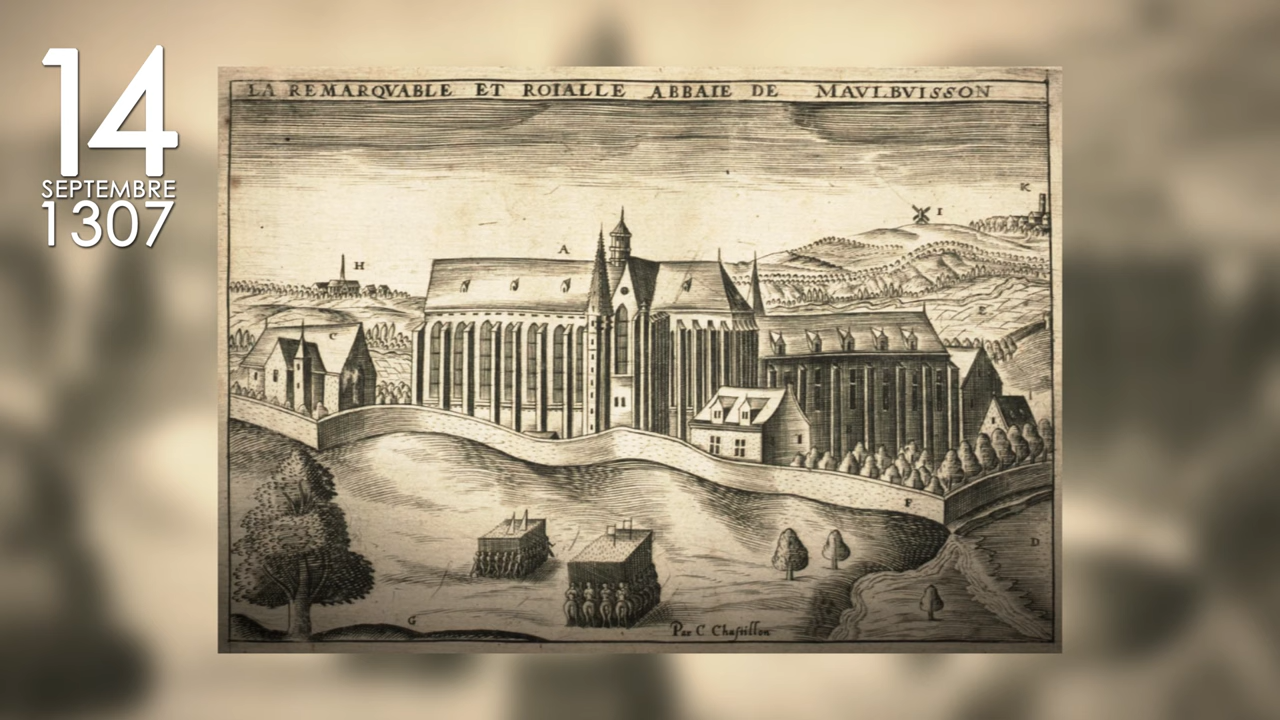 14
SEPTEMBRE
1307
LA REMARQVABLE ET ROIALLE ABBAIE DE MAVLBVISSON
K
I
A
H
E
C
F
D
G
Par C Chastillon